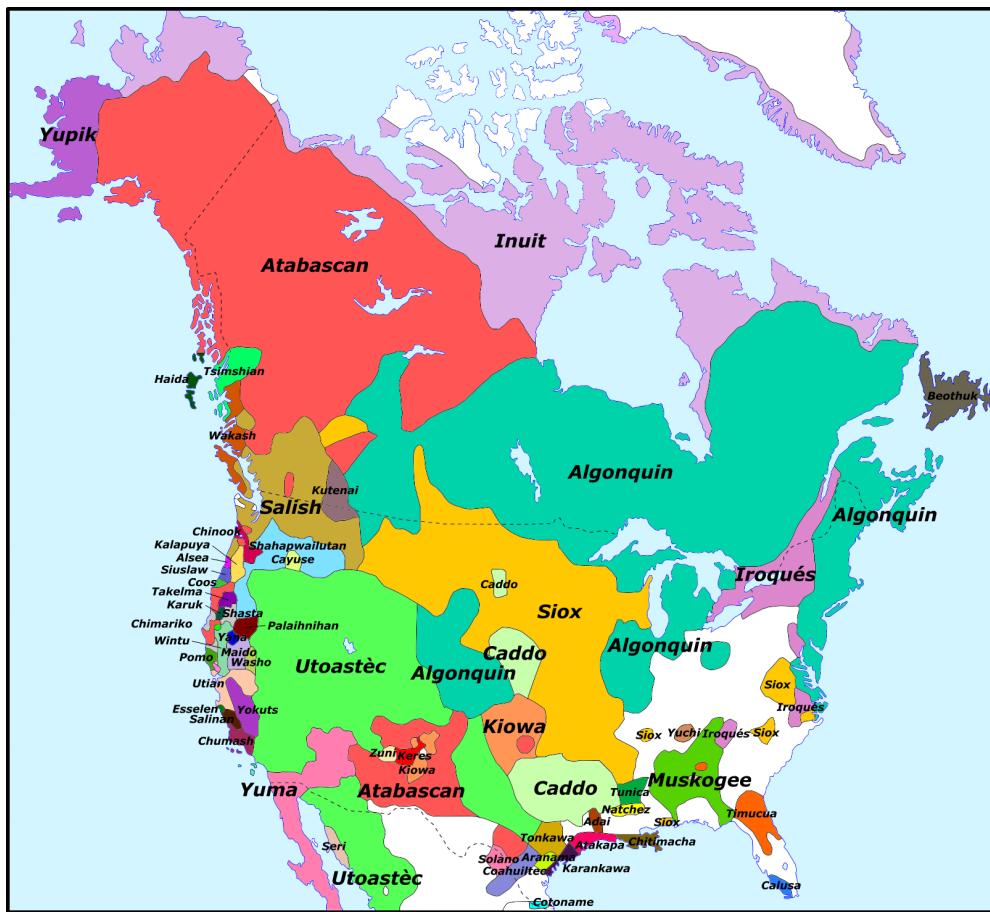 Yupik
Inuit
Atabascan
Tsimshian
Haida
Beothuk
Wakash
Algonquin
Kutenai
Salish
Algonquin
Chinook
Shahapwailutan
Kalapuya
Cayuse
Alsea
Siuslaw
Iroqués
Coos
Caddo
Takelma
Karuk
Siox
Shasta
Chimariko
Palaihnihan
Yana
Wintu
Algonquin
Maido
Caddo
Pomo
Washo
Utoastèc
Algonquin
Utian
Siox
Esselen
Yokuts
Iroqués
Salinan
Kiowa
Chumash
Siox
Yuchi
Iroqués
Siox
Zuni
Keres
Kiowa
Muskogee
Yuma
Atabascan
Caddo
Tunica
Natchez
Timucua
Adai
Siox
Tonkawa
Chitimacha
Seri
Atakapa
Solano
Aranama
Coahuiltec
Karankawa
Utoastèc
Calusa
Cotoname